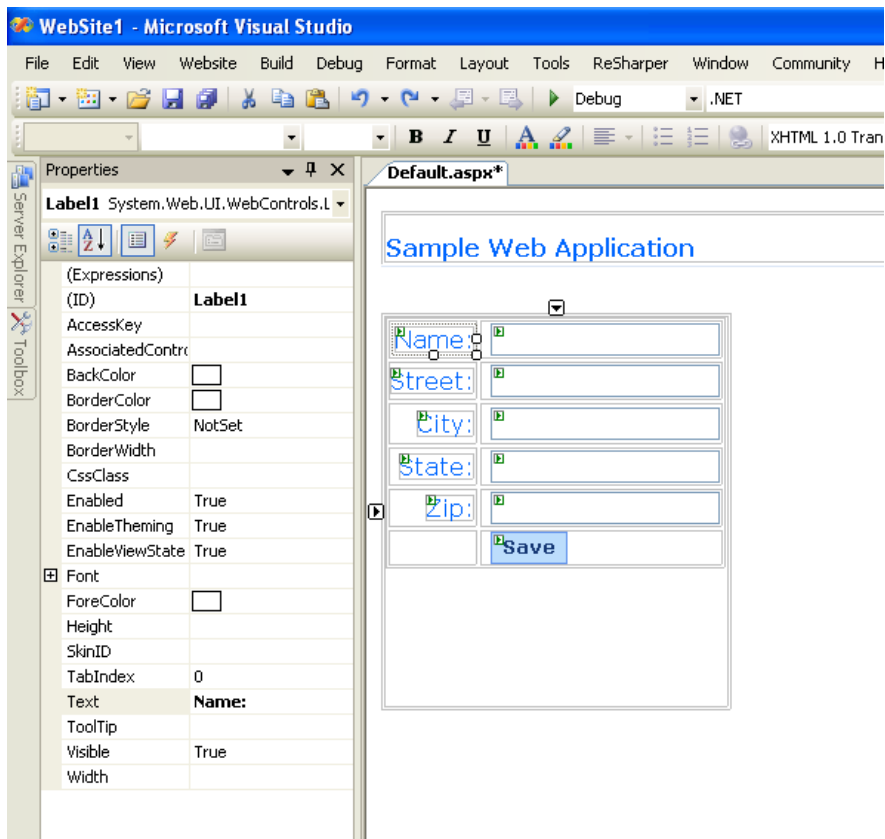 WebSite1 - Microsoft Visual Studio
File Edit View Website Build Debug Format Layout Tools ReSharper Window Community H
Debug .NET
B I U A XHTML 1.0 Tran
Server Explorer
Toolbox
Properties
Label1 System.Web.UI.WebControls.L
A
Z
(Expressions)
(ID) Label1
AccessKey
AssociatedContro
BackColor
BorderColor
BorderStyle NotSet
BorderWidth
CssClass
Enabled True
EnableTheming True
EnableViewState True
Font
ForeColor
Height
SkinID
TabIndex 0
Text Name:
ToolTip
Visible True
Width
Default.aspx*
Sample Web Application
Name:
Street:
City:
State:
Zip:
Save